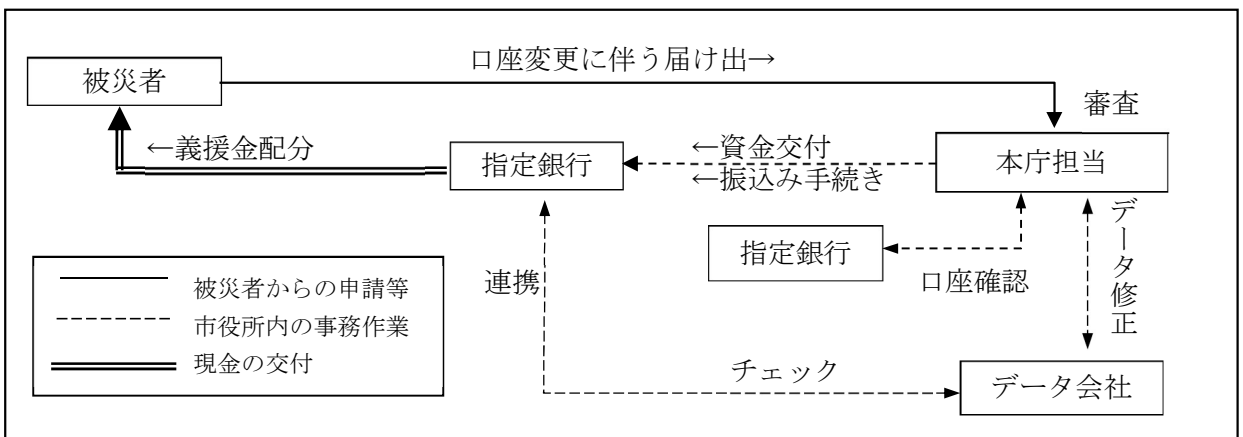 口座変更に伴う届け出→
被災者
審査
←義援金配分
指定銀行
←資金交付
←振込み手続き
本庁担当
データ修正
指定銀行
口座確認
連携
被災者からの申請等
市役所内の事務作業
現金の交付
チェック
データ会社